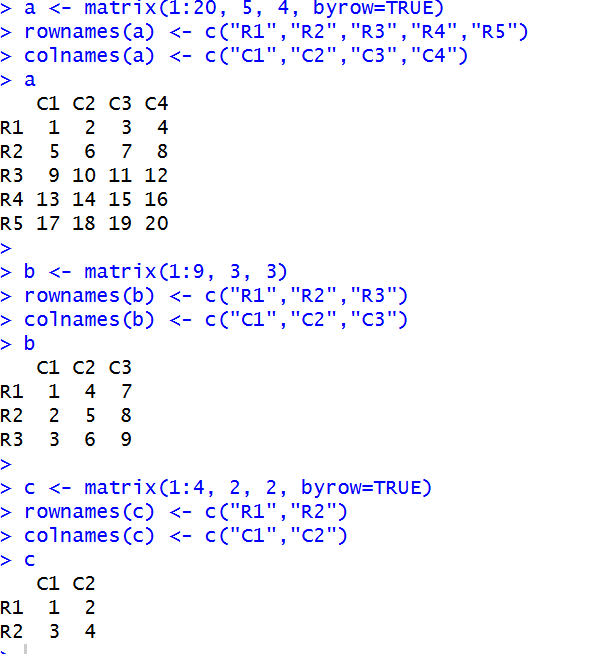 > a <- matrix(1:20, 5, 4, byrow=TRUE)
> rownames(a) <- c("R1","R2","R3","R4","R5")
> colnames(a) <- c("C1","C2","C3","C4")
> a
   C1 C2 C3 C4
R1  1  2  3  4
R2  5  6  7  8
R3  9 10 11 12
R4 13 14 15 16
R5 17 18 19 20
>
> b <- matrix(1:9, 3, 3)
> rownames(b) <- c("R1","R2","R3")
> colnames(b) <- c("C1","C2","C3")
> b
   C1 C2 C3
R1  1  4  7
R2  2  5  8
R3  3  6  9
>
> c <- matrix(1:4, 2, 2, byrow=TRUE)
> rownames(c) <- c("R1","R2")
> colnames(c) <- c("C1","C2")
> c
   C1 C2
R1  1  2
R2  3  4
>